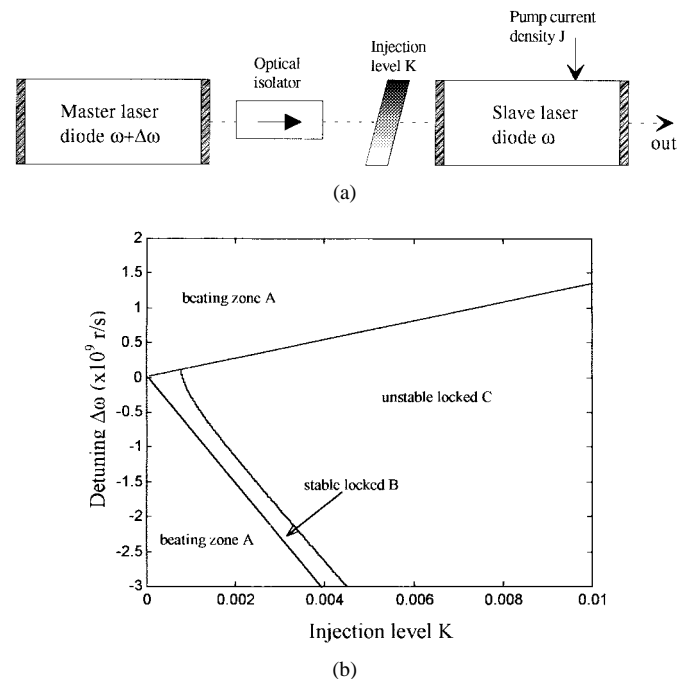 Pump current
density J
Injection
level K
Optical
isolator
Master laser
diode ω+Δω
Slave laser
diode ω
out
(a)
2
1.5
1
0.5
0
-0.5
-1
-1.5
-2
-2.5
-3
Detuning Δω (x10⁹ r/s)
beating zone A
unstable locked C
stable locked B
beating zone A
0
0.002
0.004
0.006
0.008
0.01
Injection level K
(b)